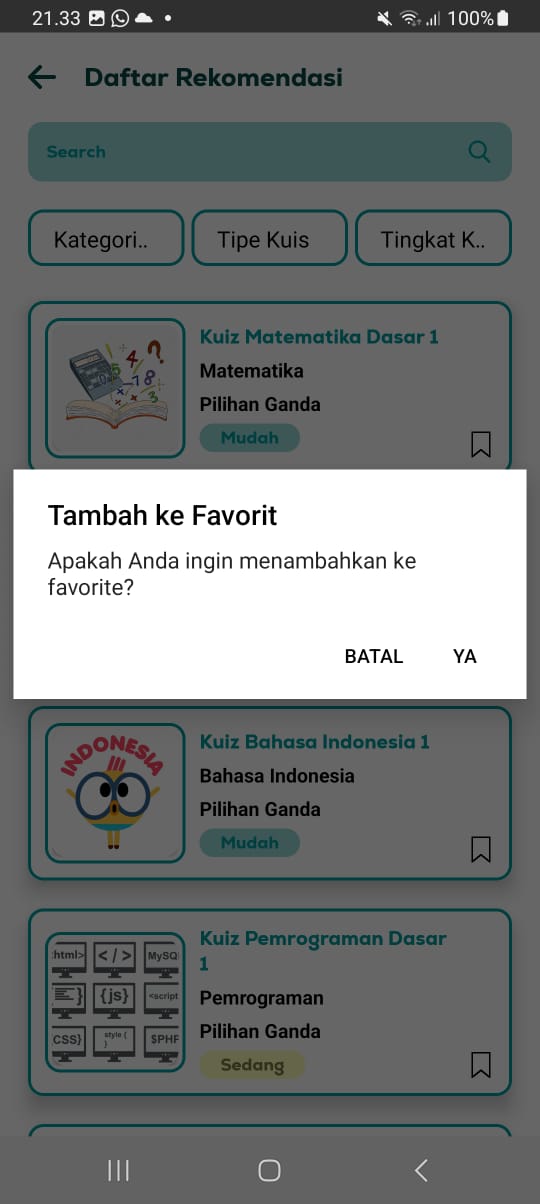 21.33
100%
Daftar Rekomendasi
Search
Kategori..
Tipe Kuis
Tingkat K..
Kuiz Matematika Dasar 1
Matematika
Pilihan Ganda
Mudah
Tambah ke Favorit
Apakah Anda ingin menambahkan ke
favorite?
BATAL
YA
INDONESIA
Kuiz Bahasa Indonesia 1
Bahasa Indonesia
Pilihan Ganda
Mudah
html>
</>
MySQ
{js}
<script
CSS}
style {
}
$PHP
Kuiz Pemrograman Dasar
1
Pemrograman
Pilihan Ganda
Sedang